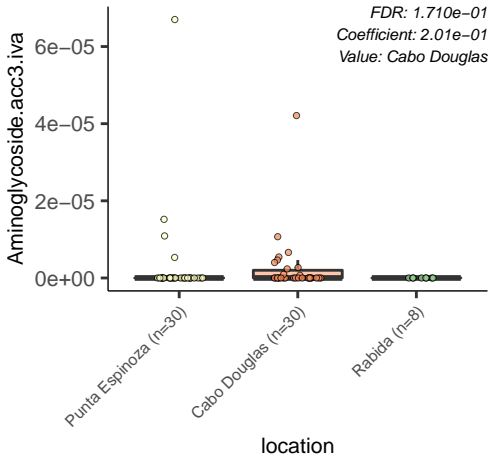 FDR: 1.710e−01
Coefficient: 2.01e−01
Value: Cabo Douglas
Aminoglycoside.acc3.iva
6e−05
4e−05
2e−05
0e+00
Punta Espinoza (n=30)
Cabo Douglas (n=30)
Rabida (n=8)
location